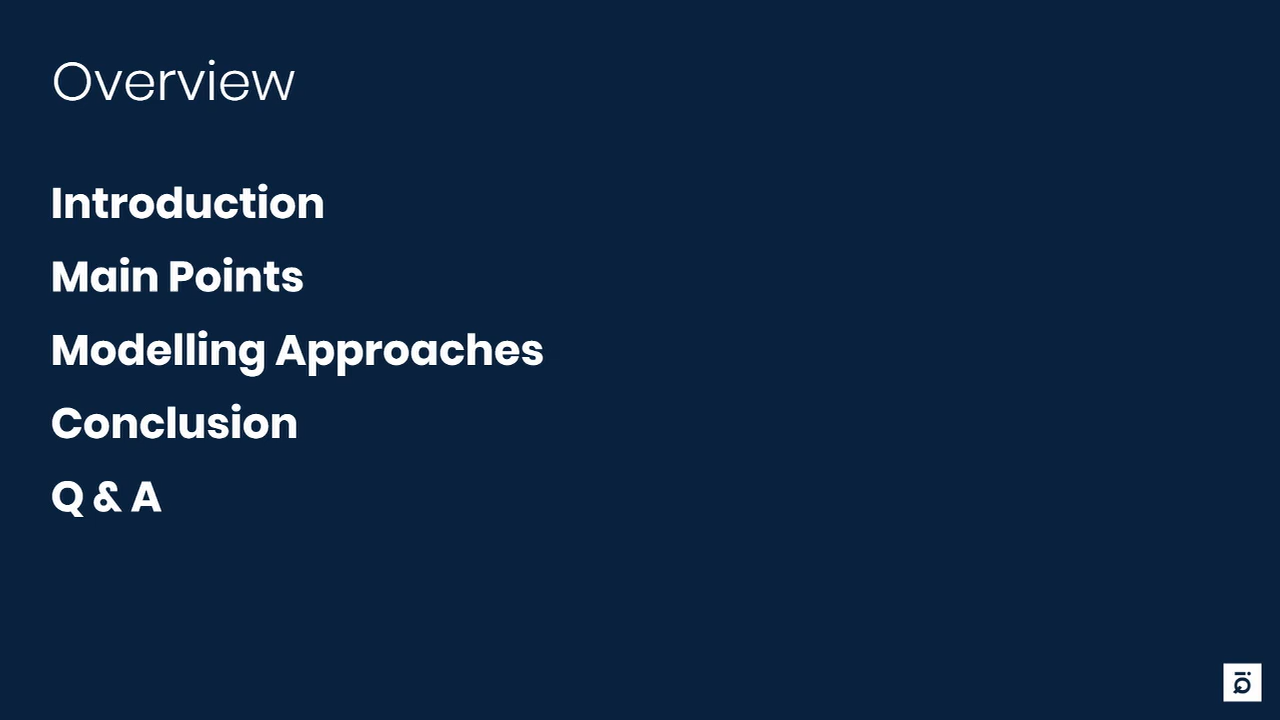 Overview
Introduction
Main Points
Modelling Approaches
Conclusion
Q & A